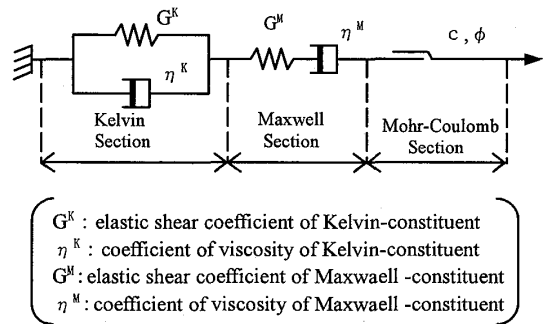 G^K
η^K
G^M
η^M
c , ϕ
Kelvin
Section
Maxwell
Section
Mohr-Coulomb
Section
G^K : elastic shear coefficient of Kelvin-constituent
η^K : coefficient of viscosity of Kelvin-constituent
G^M : elastic shear coefficient of Maxwaell -constituent
η^M : coefficient of viscosity of Maxwaell -constituent